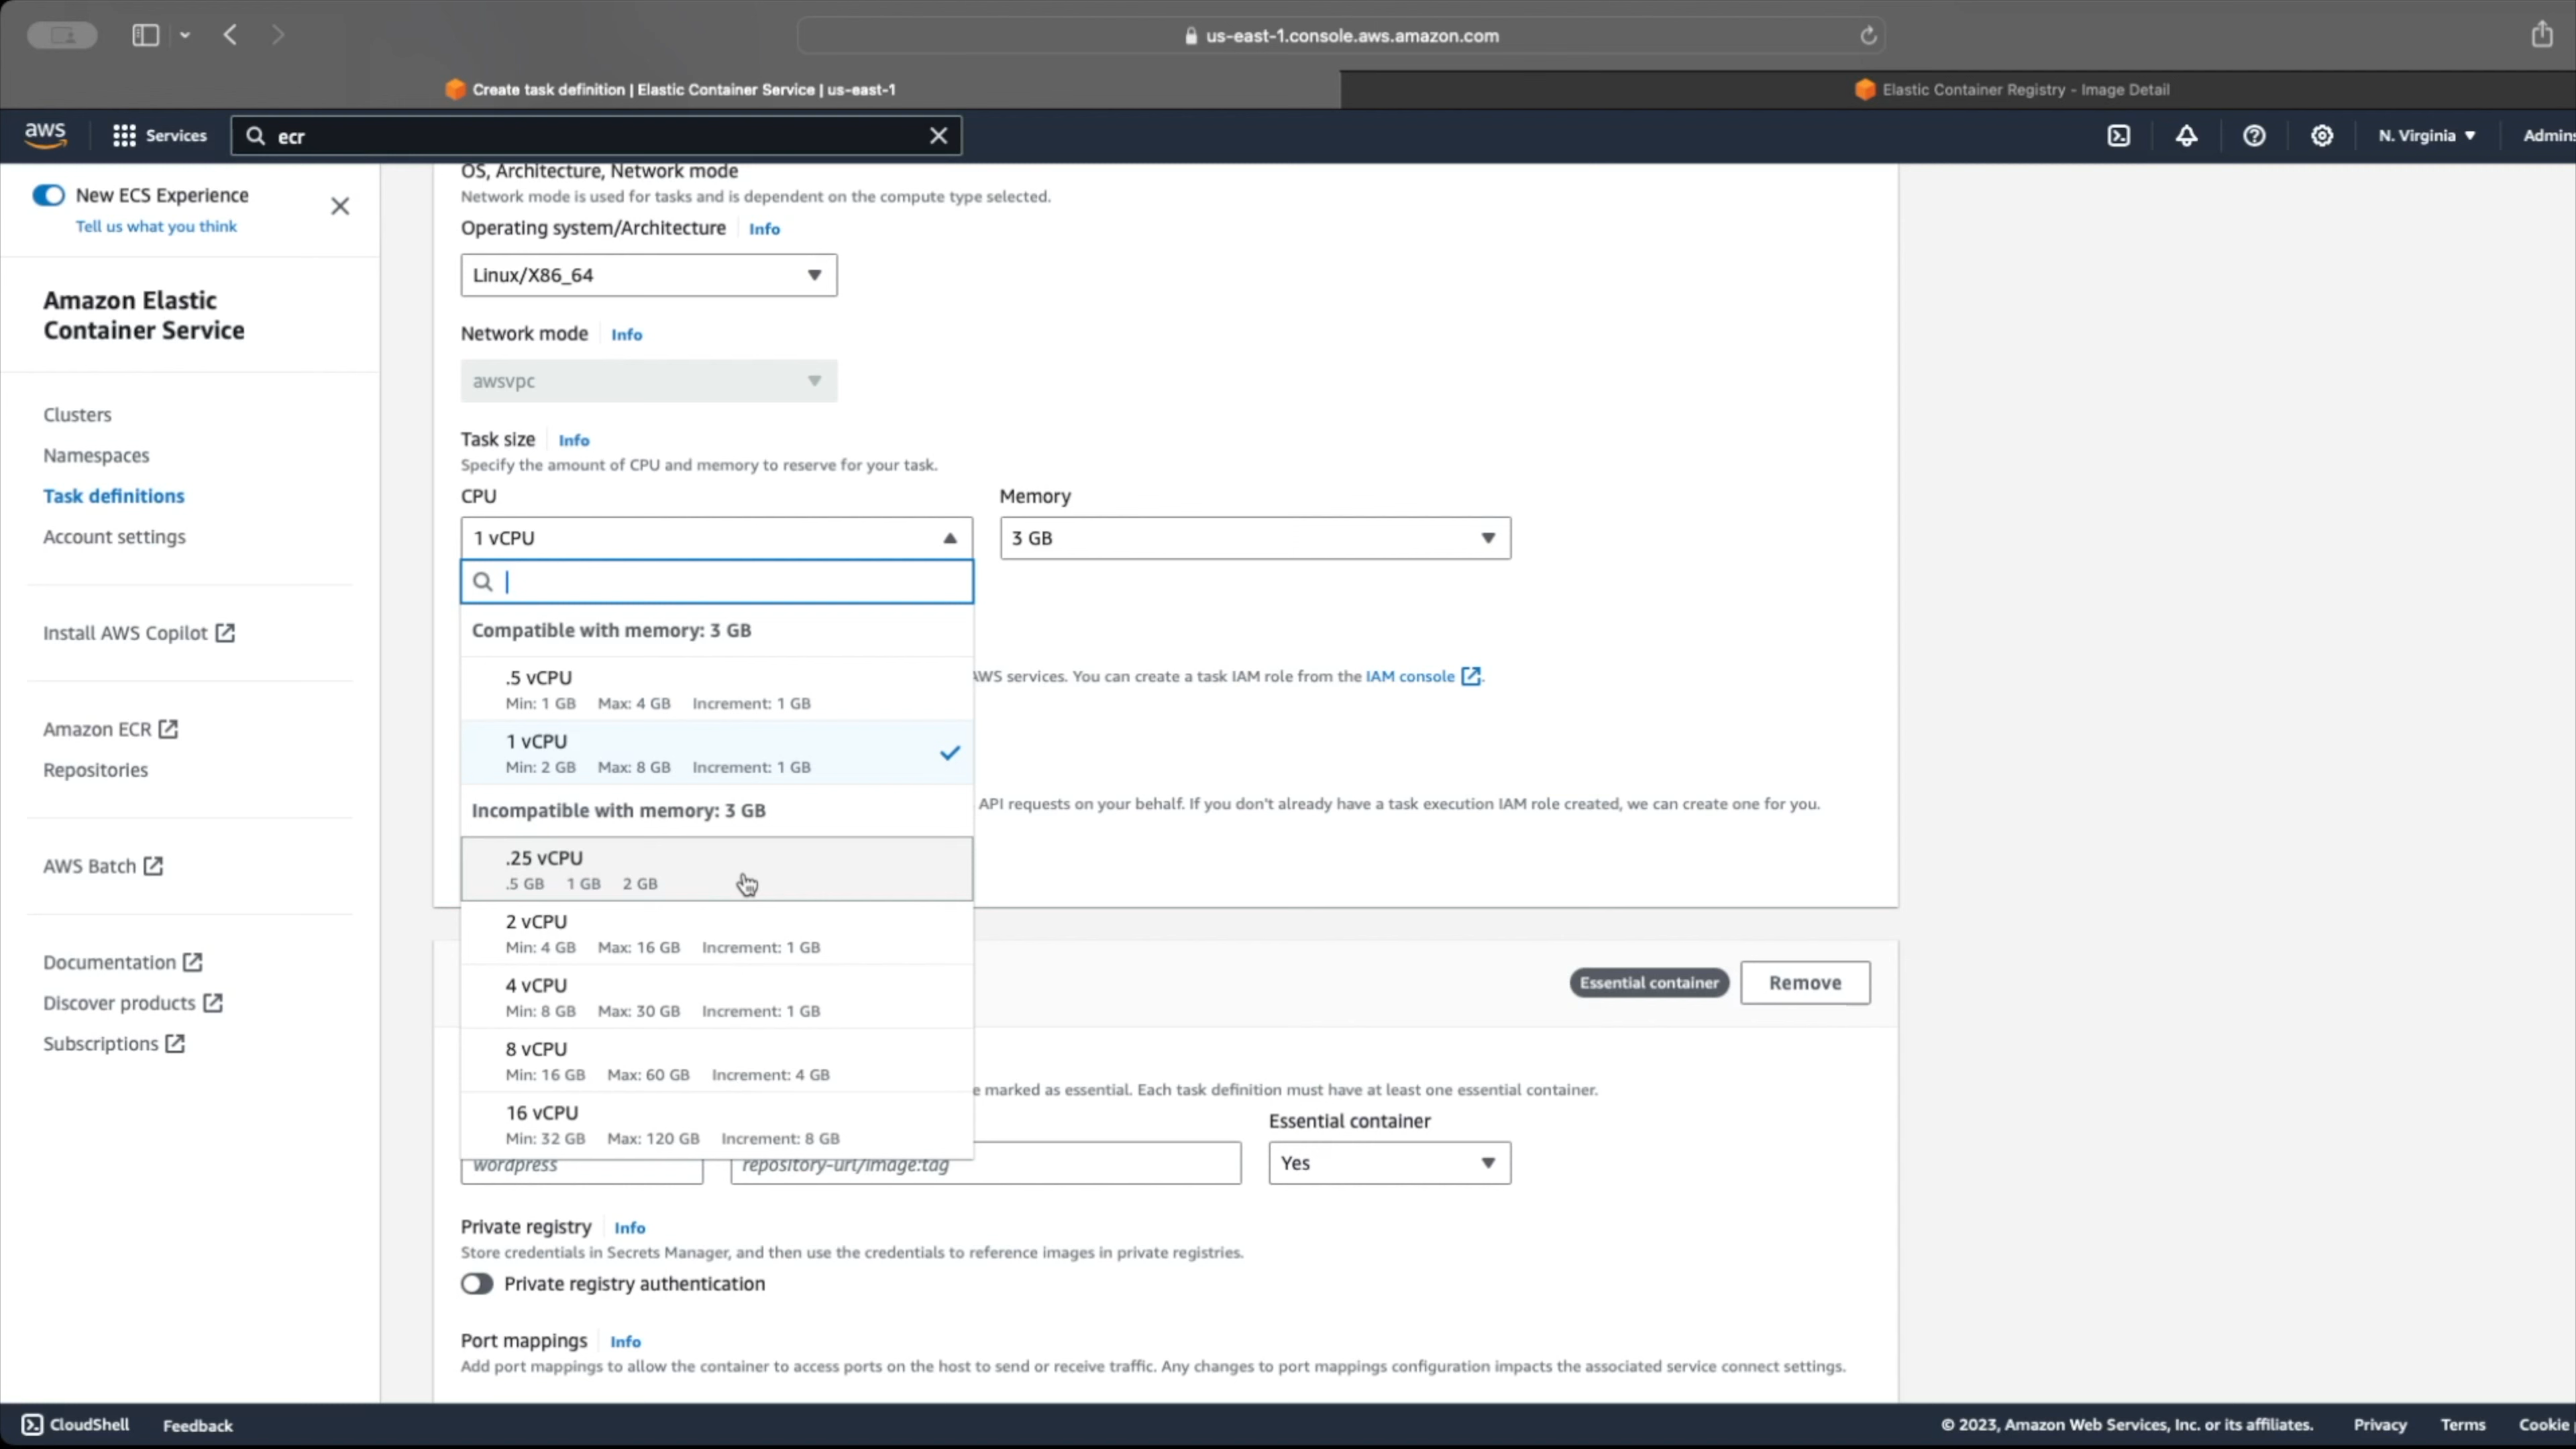 us-east-1.console.aws.amazon.com
Create task definition | Elastic Container Service | us-east-1
Elastic Container Registry - Image Detail
aws
Services
ecr
N. Virginia
New ECS Experience
Tell us what you think
Amazon Elastic
Container Service
Clusters
Namespaces
Task definitions
Account settings
Install AWS Copilot
Amazon ECR
Repositories
AWS Batch
Documentation
Discover products
Subscriptions
OS, Architecture, Network mode
Network mode is used for tasks and is dependent on the compute type selected.
Operating system/Architecture Info
Linux/X86_64
Network mode Info
awsvpc
Task size Info
Specify the amount of CPU and memory to reserve for your task.
CPU Memory
1 vCPU 3 GB
Compatible with memory: 3 GB
.5 vCPU
Min: 1 GB Max: 4 GB Increment: 1 GB
1 vCPU
Min: 2 GB Max: 8 GB Increment: 1 GB
Incompatible with memory: 3 GB
.25 vCPU
.5 GB 1 GB 2 GB
2 vCPU
Min: 4 GB Max: 16 GB Increment: 1 GB
4 vCPU
Min: 8 GB Max: 30 GB Increment: 1 GB
8 vCPU
Min: 16 GB Max: 60 GB Increment: 4 GB
16 vCPU
Min: 32 GB Max: 120 GB Increment: 8 GB
AWS services. You can create a task IAM role from the IAM console.
API requests on your behalf. If you don't already have a task execution IAM role created, we can create one for you.
Essential container Remove
e marked as essential. Each task definition must have at least one essential container.
Essential container
wordpress repository-url/image:tag Yes
Private registry Info
Store credentials in Secrets Manager, and then use the credentials to reference images in private registries.
Private registry authentication
Port mappings Info
Add port mappings to allow the container to access ports on the host to send or receive traffic. Any changes to port mappings configuration impacts the associated service connect settings.
CloudShell Feedback © 2023, Amazon Web Services, Inc. or its affiliates. Privacy Terms Cookie